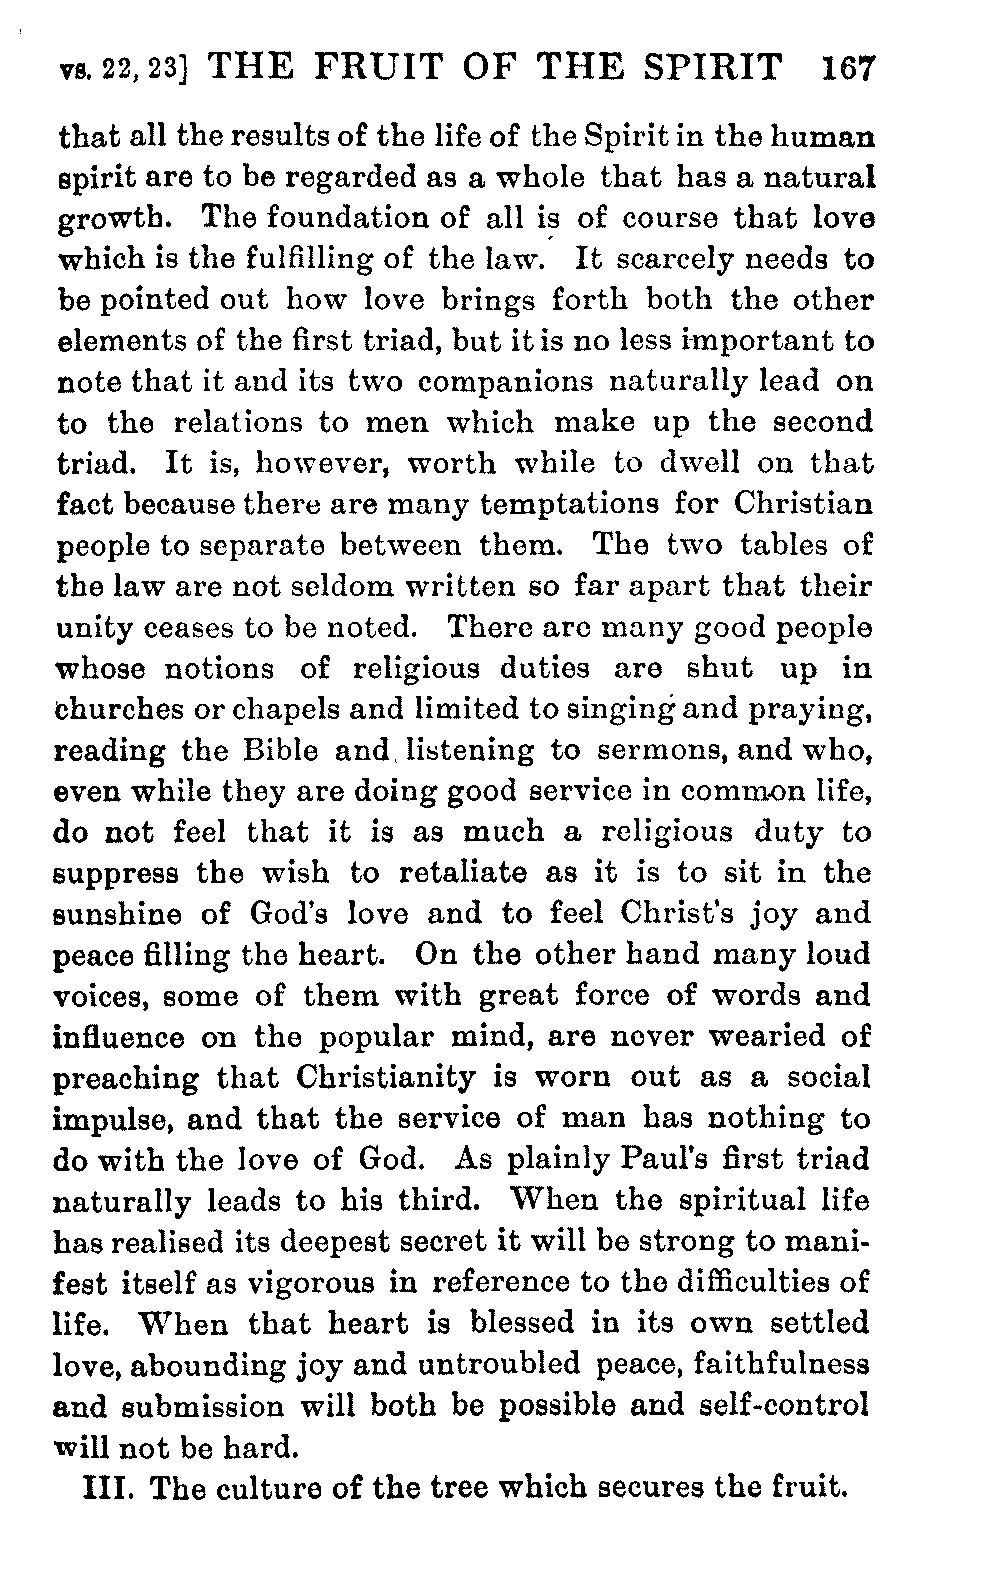 vs. 22, 23] THE FRUIT OF THE SPIRIT 167
that all the results of the life of the Spirit in the human
spirit are to be regarded as a whole that has a natural
growth. The foundation of all is of course that love
which is the fulfilling of the law. It scarcely needs to
be pointed out how love brings forth both the other
elements of the first triad, but it is no less important to
note that it and its two companions naturally lead on
to the relations to men which make up the second
triad. It is, however, worth while to dwell on that
fact because there are many temptations for Christian
people to separate between them. The two tables of
the law are not seldom written so far apart that their
unity ceases to be noted. There are many good people
whose notions of religious duties are shut up in
churches or chapels and limited to singing and praying,
reading the Bible and listening to sermons, and who,
even while they are doing good service in common life,
do not feel that it is as much a religious duty to
suppress the wish to retaliate as it is to sit in the
sunshine of God's love and to feel Christ's joy and
peace filling the heart. On the other hand many loud
voices, some of them with great force of words and
influence on the popular mind, are never wearied of
preaching that Christianity is worn out as a social
impulse, and that the service of man has nothing to
do with the love of God. As plainly Paul's first triad
naturally leads to his third. When the spiritual life
has realised its deepest secret it will be strong to mani-
fest itself as vigorous in reference to the difficulties of
life. When that heart is blessed in its own settled
love, abounding joy and untroubled peace, faithfulness
and submission will both be possible and self-control
will not be hard.
III. The culture of the tree which secures the fruit.